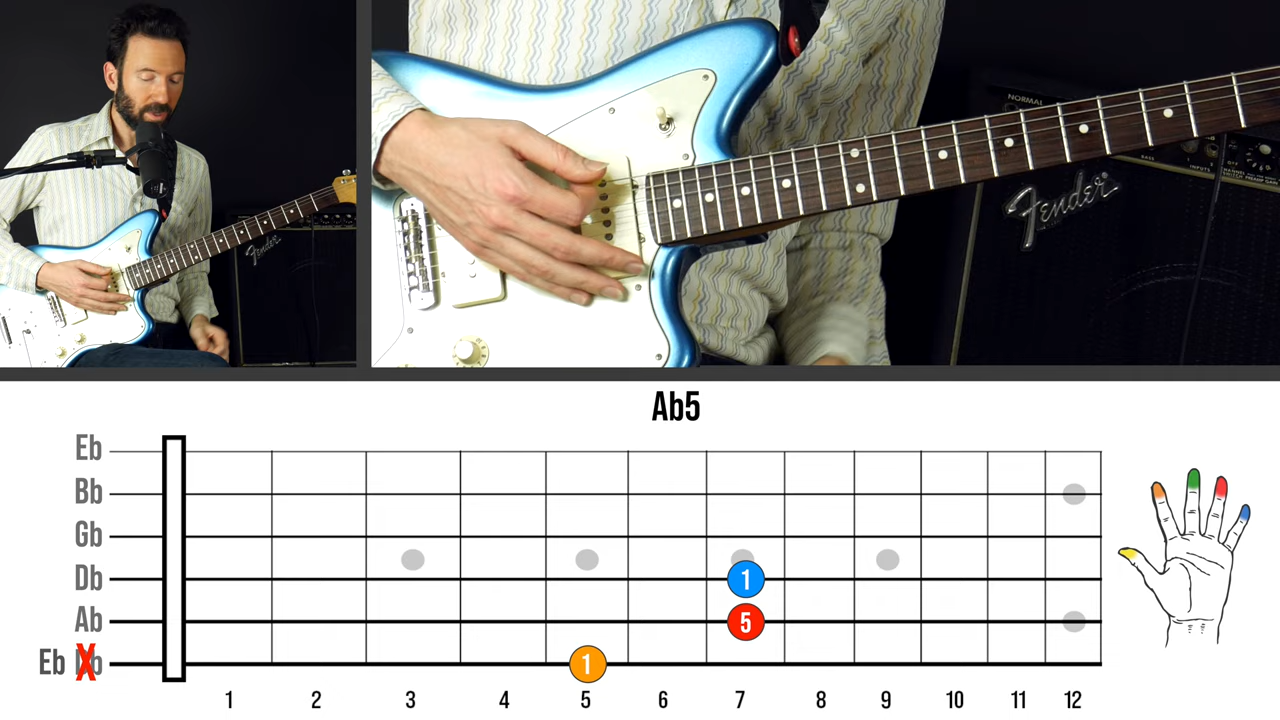 NORMAL
BASS
Fender
Fender
Ab5
Eb
Bb
Gb
Db 1
Ab 5
Eb X 1
1 2 3 4 5 6 7 8 9 10 11 12